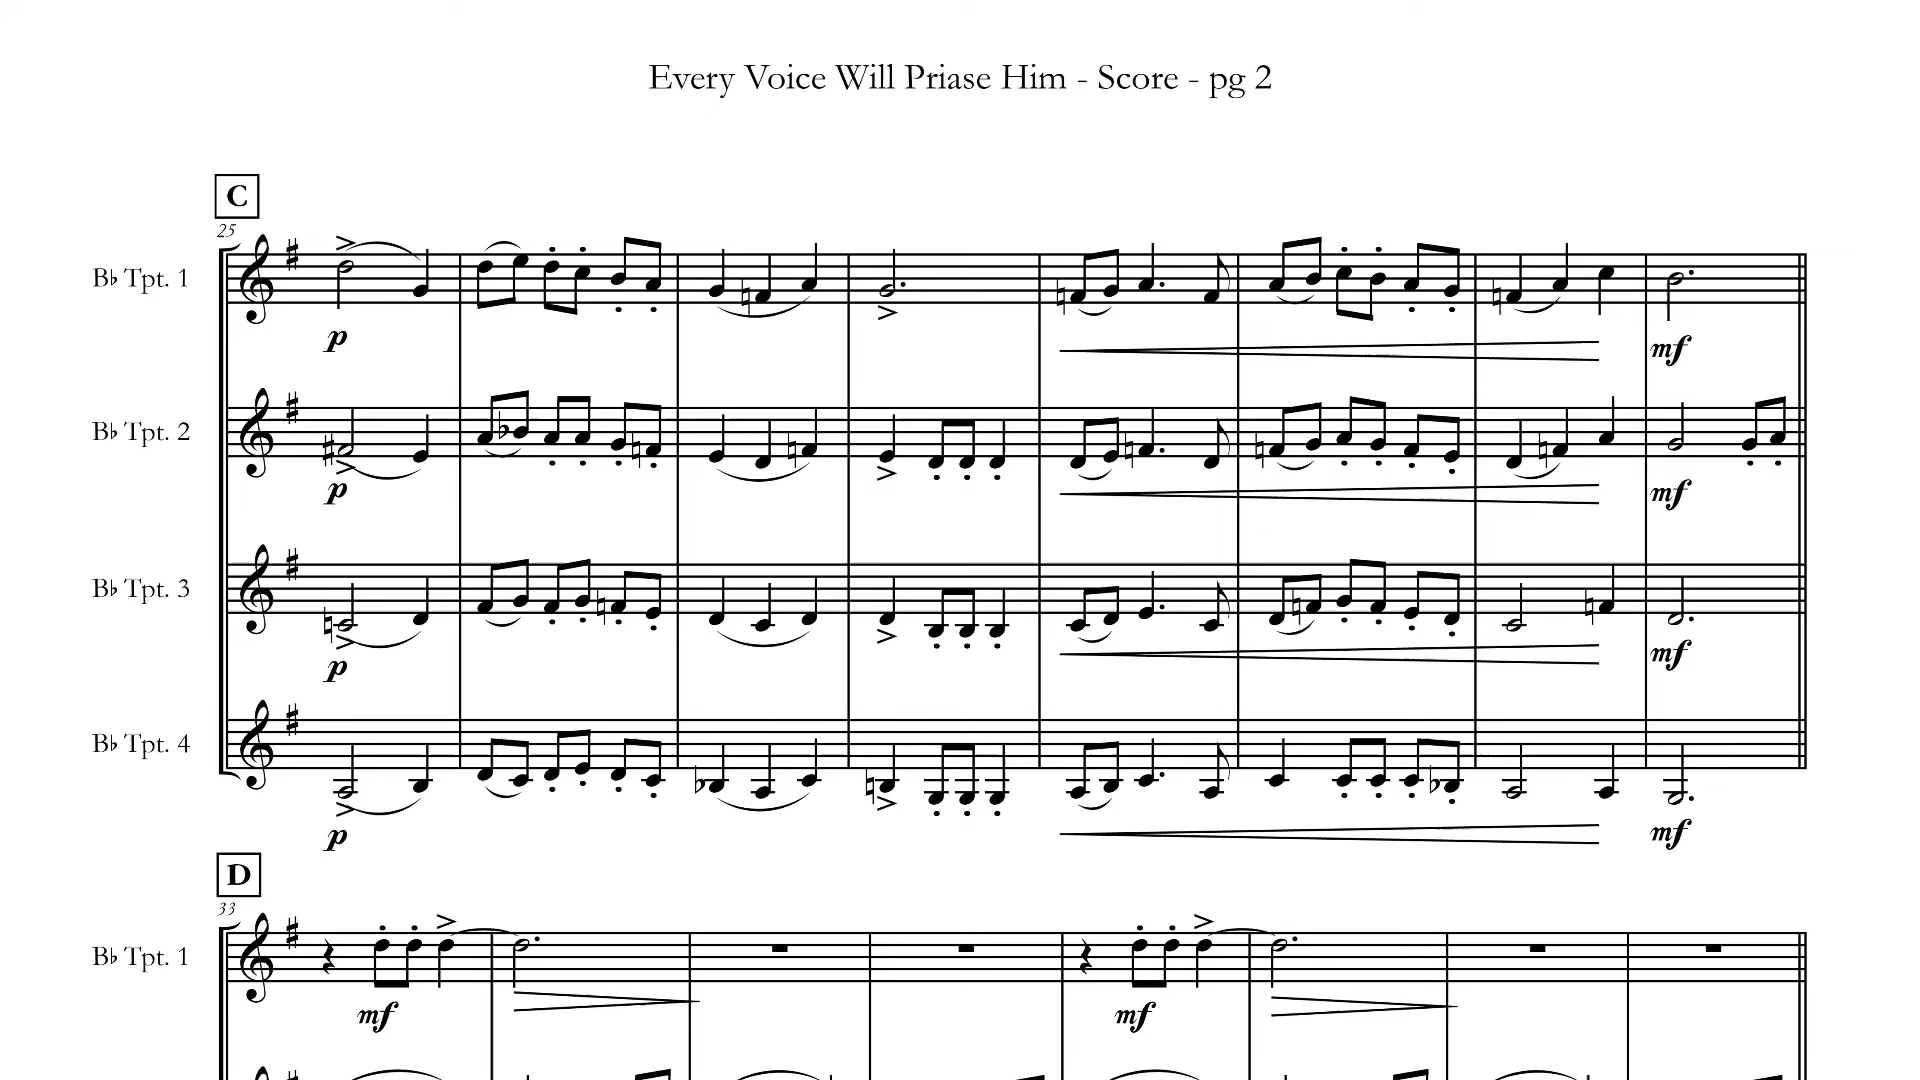 Every Voice Will Priase Him - Score - pg 2
C
25
B♭ Tpt. 1
p
mf
B♭ Tpt. 2
p
mf
B♭ Tpt. 3
p
mf
B♭ Tpt. 4
p
mf
D
33
B♭ Tpt. 1
mf
mf